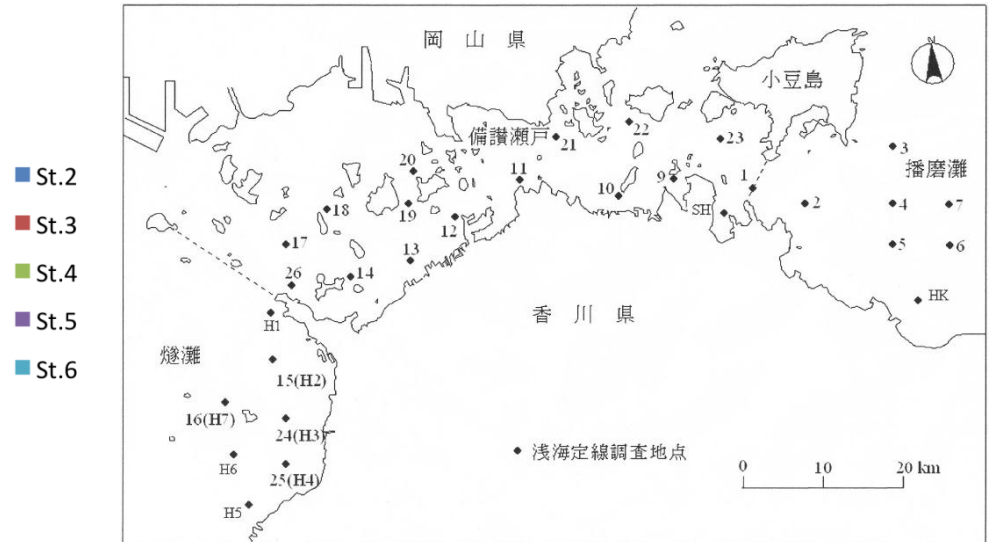 St.2
St.3
St.4
St.5
St.6
岡 山 県
N
小豆島
備讃瀬戸
播磨灘
22
21
23
3
20
11
9
1
10
18
19
SH
2
4
7
12
17
5
6
13
14
26
HK
H1
香 川 県
燧灘
15(H2)
16(H7)
24(H3)
H6
25(H4)
H5
浅海定線調査地点
0 10 20 km